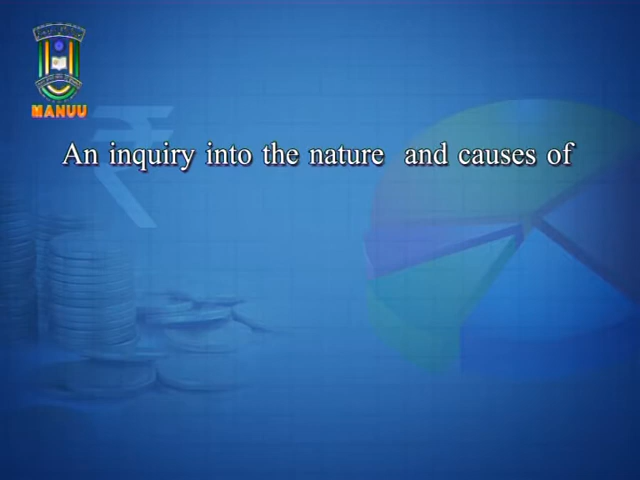 MANUU
An inquiry into the nature and causes of